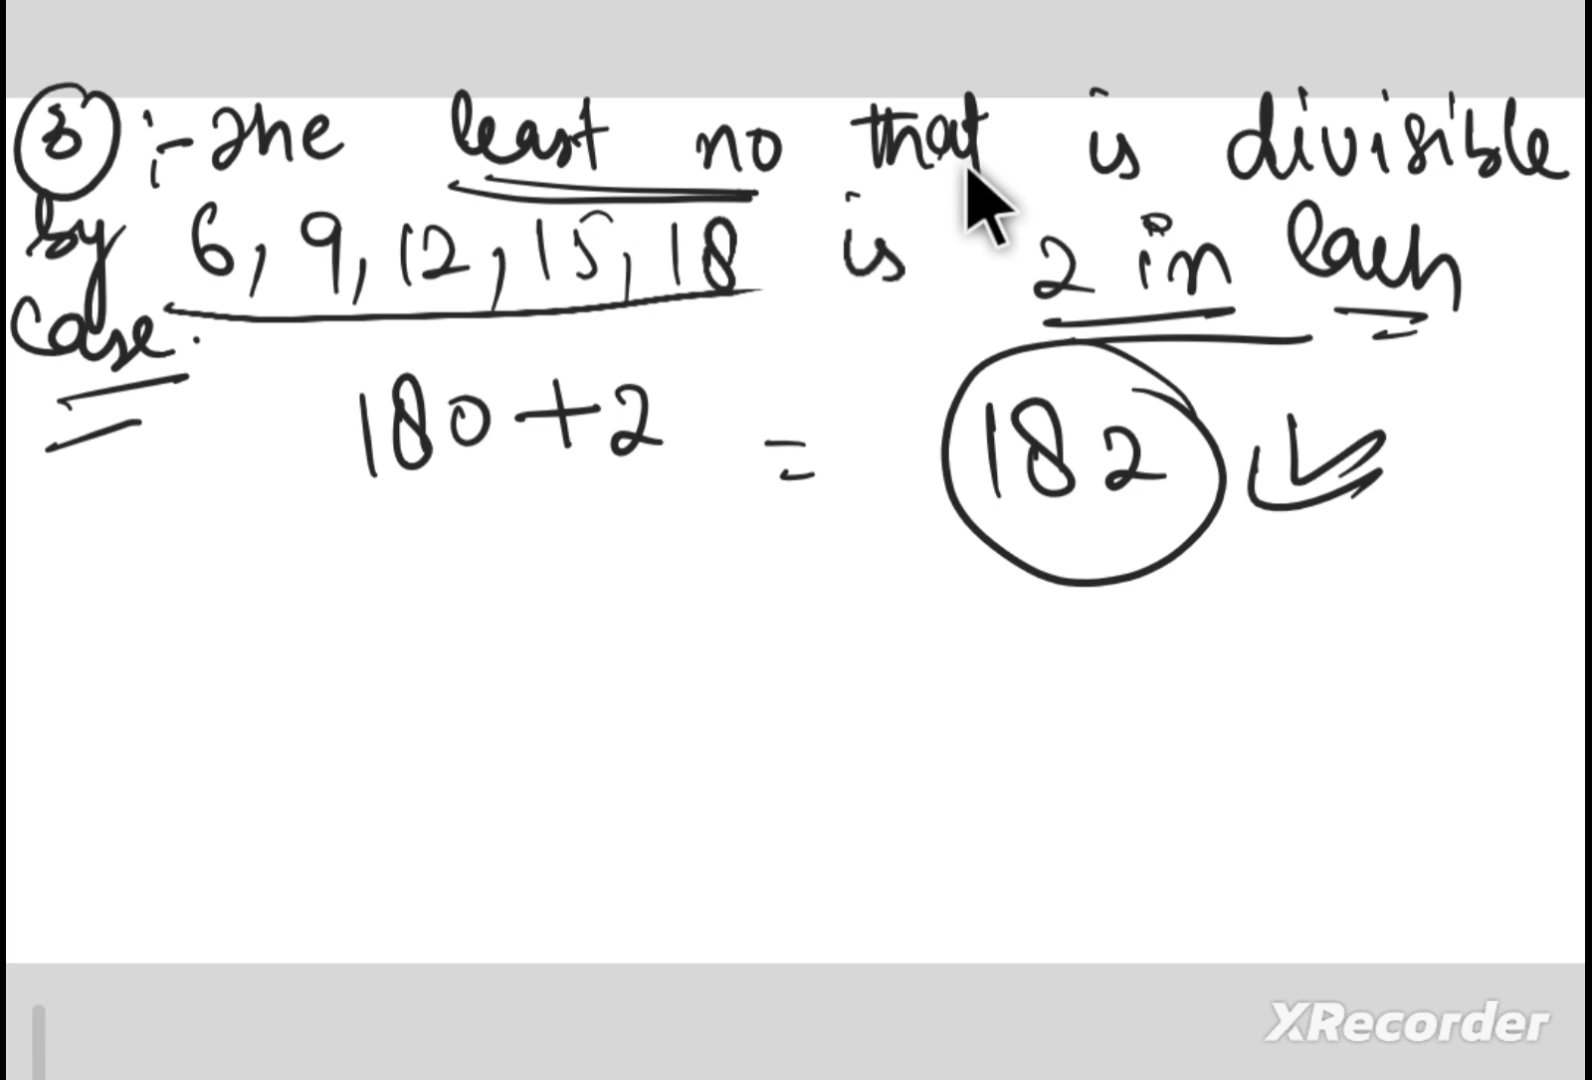 3 :- The least no that is divisible
by 6, 9, 12, 15, 18 is 2 in each
case.
180 + 2 = 182
XRecorder